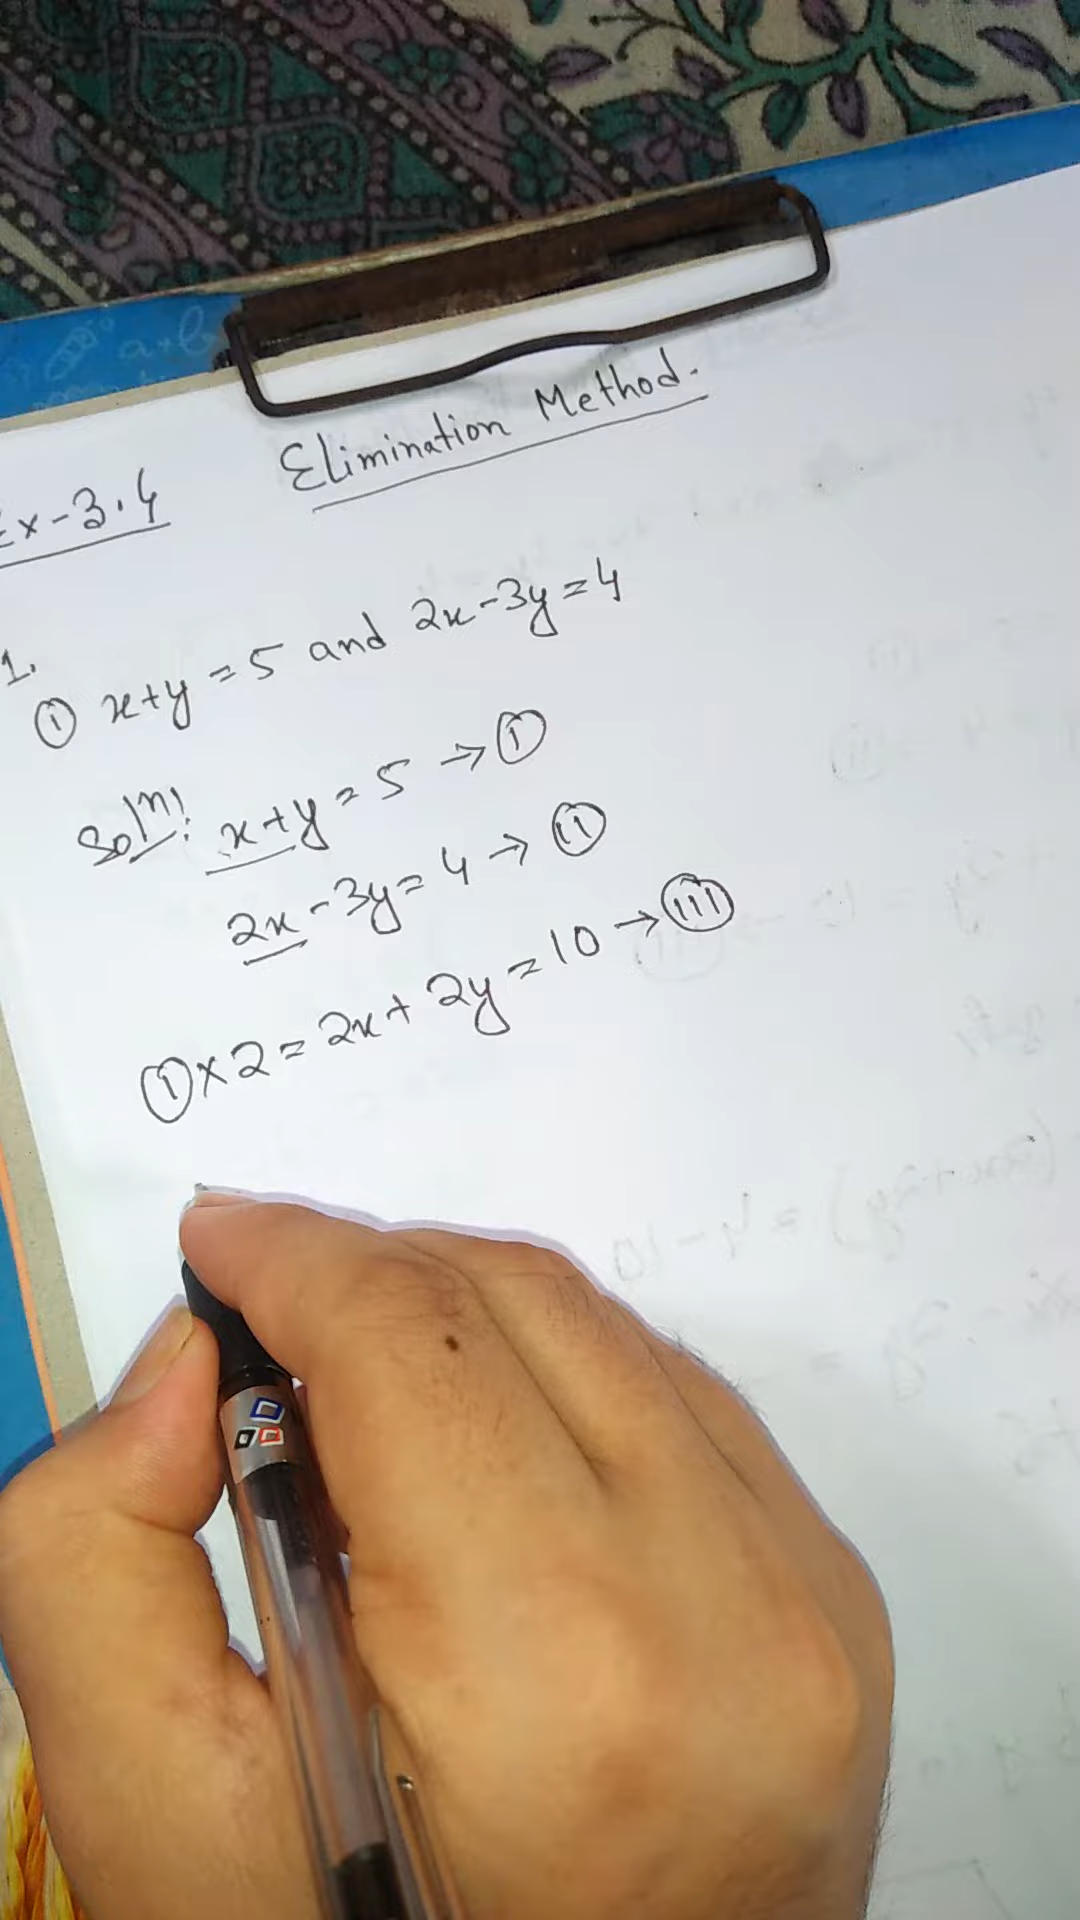 Elimination Method.
Ex-3.4
1.
(i) x+y=5 and 2x-3y=4
Soln: x+y=5 → (i)
2x-3y=4 → (ii)
(i)×2=2x+2y=10 → (iii)